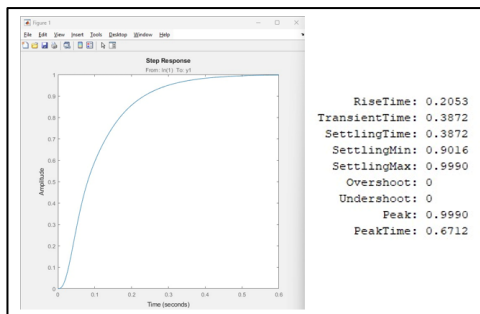 Figure 1
File Edit View Insert Tools Desktop Window Help
Step Response
From: In(1) To: y1
Amplitude
1
0.9
0.8
0.7
0.6
0.5
0.4
0.3
0.2
0.1
0
0 0.1 0.2 0.3 0.4 0.5 0.6
Time (seconds)
RiseTime: 0.2053
TransientTime: 0.3872
SettlingTime: 0.3872
SettlingMin: 0.9016
SettlingMax: 0.9990
Overshoot: 0
Undershoot: 0
Peak: 0.9990
PeakTime: 0.6712